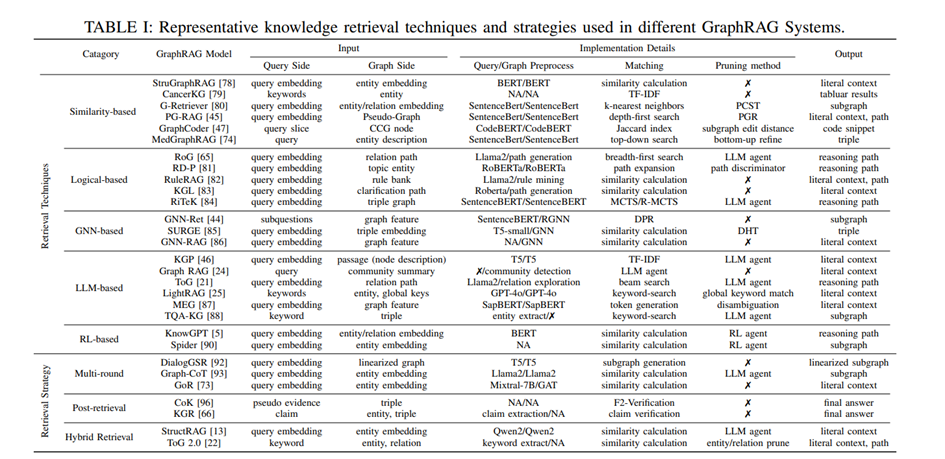 TABLE I: Representative knowledge retrieval techniques and strategies used in different GraphRAG Systems.
Catagory GraphRAG Model Input Implementation Details Output
Query Side Graph Side Query/Graph Preprocess Matching Pruning method
Retrieval Techniques
Similarity-based
StruGraphRAG [78] query embedding entity embedding BERT/BERT similarity calculation ✗ literal context
CancerKG [79] keywords entity NA/NA TF-IDF ✗ tabluar results
G-Retriever [80] query embedding entity/relation embedding SentenceBert/SentenceBert k-nearest neighbors PCST subgraph
PG-RAG [45] query embedding Pseudo-Graph SentenceBert/SentenceBert depth-first search PGR literal context, path
GraphCoder [47] query slice CCG node CodeBERT/CodeBERT Jaccard index subgraph edit distance code snippet
MedGraphRAG [74] query entity description SentenceBert/SentenceBert top-down search bottom-up refine triple
Logical-based
RoG [65] query embedding relation path Llama2/path generation breadth-first search LLM agent reasoning path
RD-P [81] query embedding topic entity RoBERTa/RoBERTa path expansion path discriminator reasoning path
RuleRAG [82] query embedding rule bank Llama2/rule mining similarity calculation ✗ literal context, path
KGL [83] query embedding clarification path Roberta/path generation similarity calculation ✗ literal context
RiTeK [84] query embedding triple graph SentenceBERT/SentenceBERT MCTS/R-MCTS LLM agent reasoning path
GNN-based
GNN-Ret [44] subquestions graph feature SentenceBERT/RGNN DPR ✗ subgraph
SURGE [85] query embedding triple embedding T5-small/GNN similarity calculation DHT triple
GNN-RAG [86] query embedding graph feature NA/GNN similarity calculation ✗ literal context
LLM-based
KGP [46] query embedding passage (node description) T5/T5 TF-IDF LLM agent literal context
Graph RAG [24] query community summary ✗/community detection LLM agent ✗ literal context
ToG [21] query embedding relation path Llama2/relation exploration beam search LLM agent reasoning path
LightRAG [25] keywords entity, global keys GPT-4o/GPT-4o keyword-search global keyword match literal context
MEG [87] query embedding entity embedding SapBERT/SapBERT token generation disambiguation literal context
TQA-KG [88] keyword triple entity extract/✗ keyword-search LLM agent subgraph
RL-based
KnowGPT [5] query embedding entity/relation embedding BERT similarity calculation RL agent reasoning path
Spider [90] query embedding entity embedding NA similarity calculation RL agent subgraph
Retrieval Strategy
Multi-round
DialogGSR [92] query embedding linearized graph T5/T5 subgraph generation ✗ linearized subgraph
Graph-CoT [93] query embedding entity embedding Llama2/Llama2 similarity calculation LLM agent subgraph
GoR [73] query embedding entity embedding Mixtral-7B/GAT similarity calculation ✗ literal context
Post-retrieval
CoK [96] pseudo evidence triple NA/NA F2-Verification ✗ final answer
KGR [66] claim entity, triple claim extraction/NA claim verification ✗ final answer
Hybrid Retrieval
StructRAG [13] query embedding entity embedding Qwen2/Qwen2 similarity calculation LLM agent literal context
ToG 2.0 [22] keyword entity, relation keyword extract/NA similarity calculation entity/relation prune literal context, path